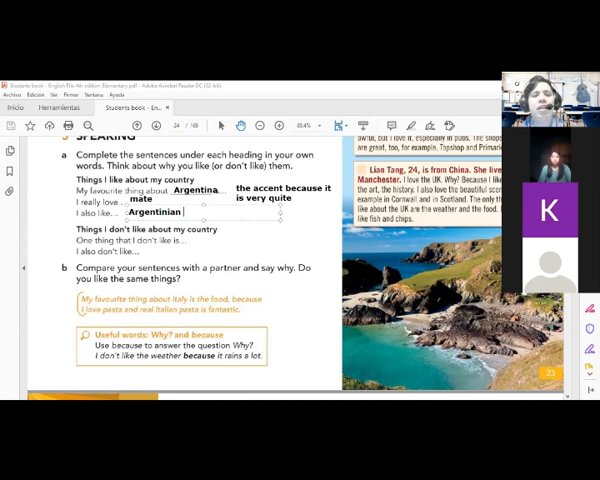 Students book - English File 4th edition Elementary.pdf - Adobe Acrobat Reader DC (32-bit)
Archivo Edición Ver Firmar Ventana Ayuda
Inicio Herramientas Students book - En... ×
24 / 169 69,4%
SPEAKING
a Complete the sentences under each heading in your own
words. Think about why you like (or don't like) them.
Things I like about my country
My favourite thing about Argentina... the accent because it
is very quite
I really love... mate
I also like... Argentinian
Things I don't like about my country
One thing that I don't like is...
I also don't like...
b Compare your sentences with a partner and say why. Do
you like the same things?
My favourite thing about Italy is the food, because
I love pasta and real Italian pasta is fantastic.
Useful words: Why? and because
Use because to answer the question Why?
I don't like the weather because it rains a lot.
awful, but I love it, especially in pubs. The shops
are great, too, for example, Topshop and Primark
Lian Tang, 24, is from China. She live
Manchester. I love the UK. Why? Because I like
the art, the history. I also love the beautiful
example in Cornwall and in Scotland. The only
like about the UK are the weather and the food. I
like fish and chips.
23
K